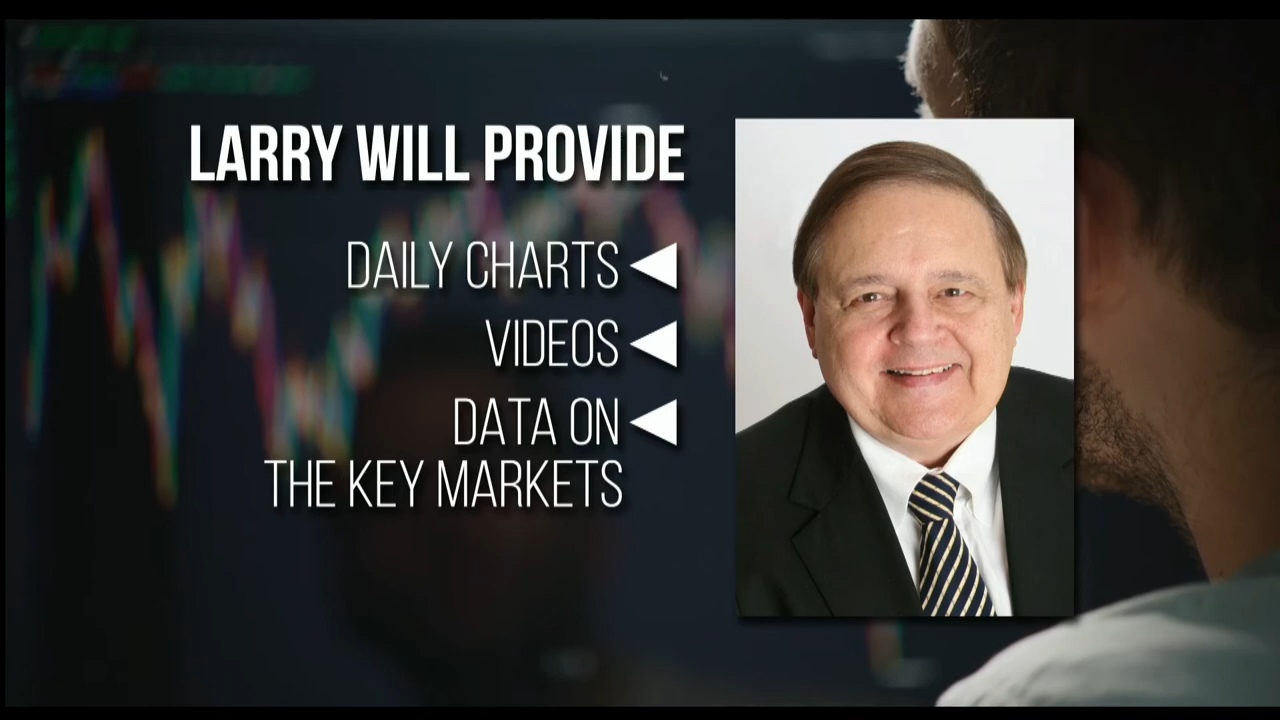 LARRY WILL PROVIDE
DAILY CHARTS
VIDEOS
DATA ON
THE KEY MARKETS